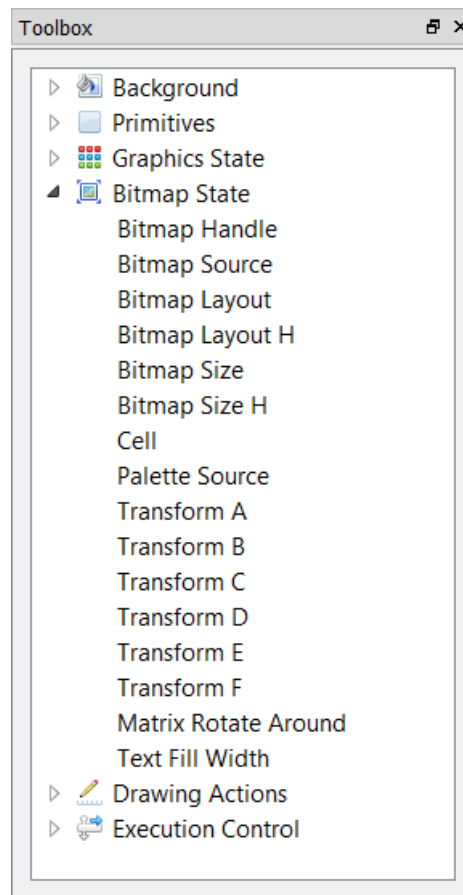 Toolbox
Background
Primitives
Graphics State
Bitmap State
Bitmap Handle
Bitmap Source
Bitmap Layout
Bitmap Layout H
Bitmap Size
Bitmap Size H
Cell
Palette Source
Transform A
Transform B
Transform C
Transform D
Transform E
Transform F
Matrix Rotate Around
Text Fill Width
Drawing Actions
Execution Control